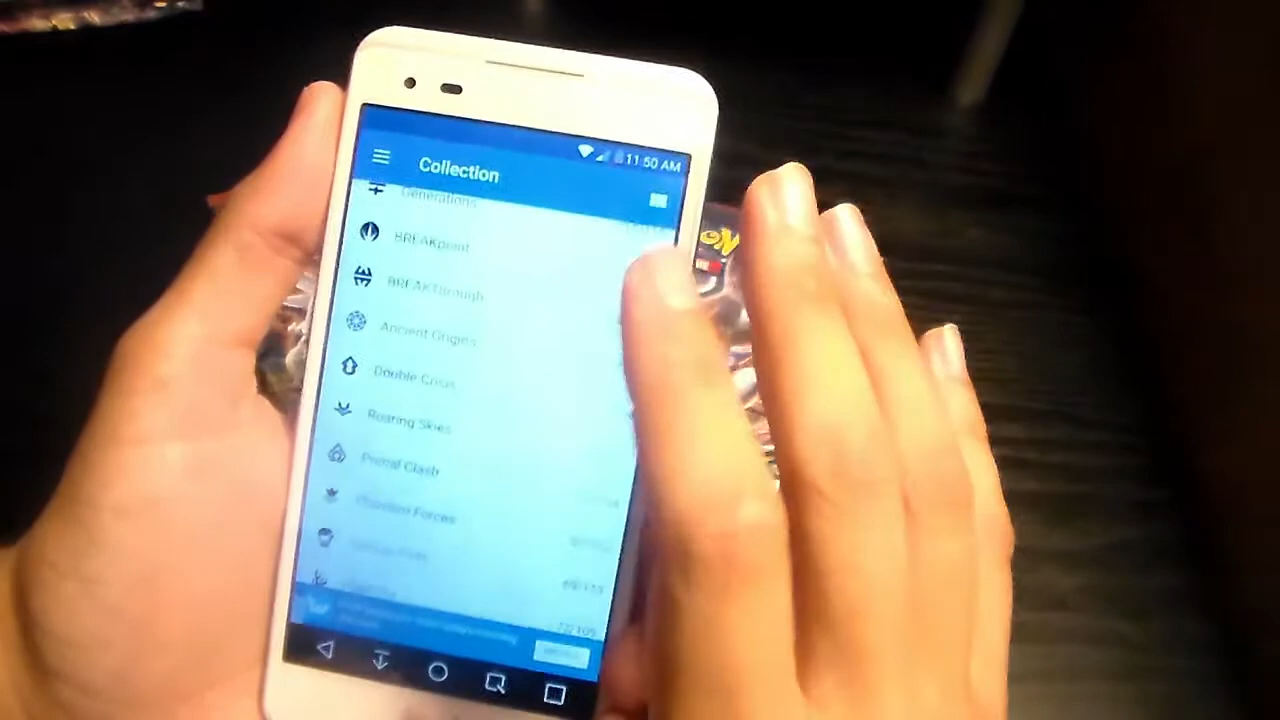 11:50 AM
Collection
Generations
BREAKpoint
BREAKThrough
Ancient Origins
Double Crisis
Roaring Skies
Primal Clash
Phantom Forces